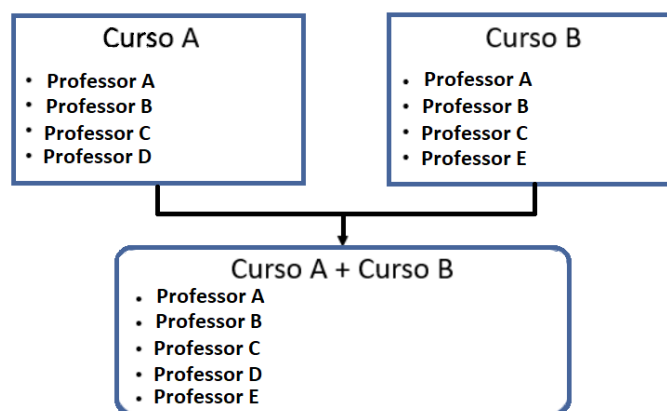 Curso A
• Professor A
• Professor B
• Professor C
• Professor D
Curso B
• Professor A
• Professor B
• Professor C
• Professor E
Curso A + Curso B
• Professor A
• Professor B
• Professor C
• Professor D
• Professor E